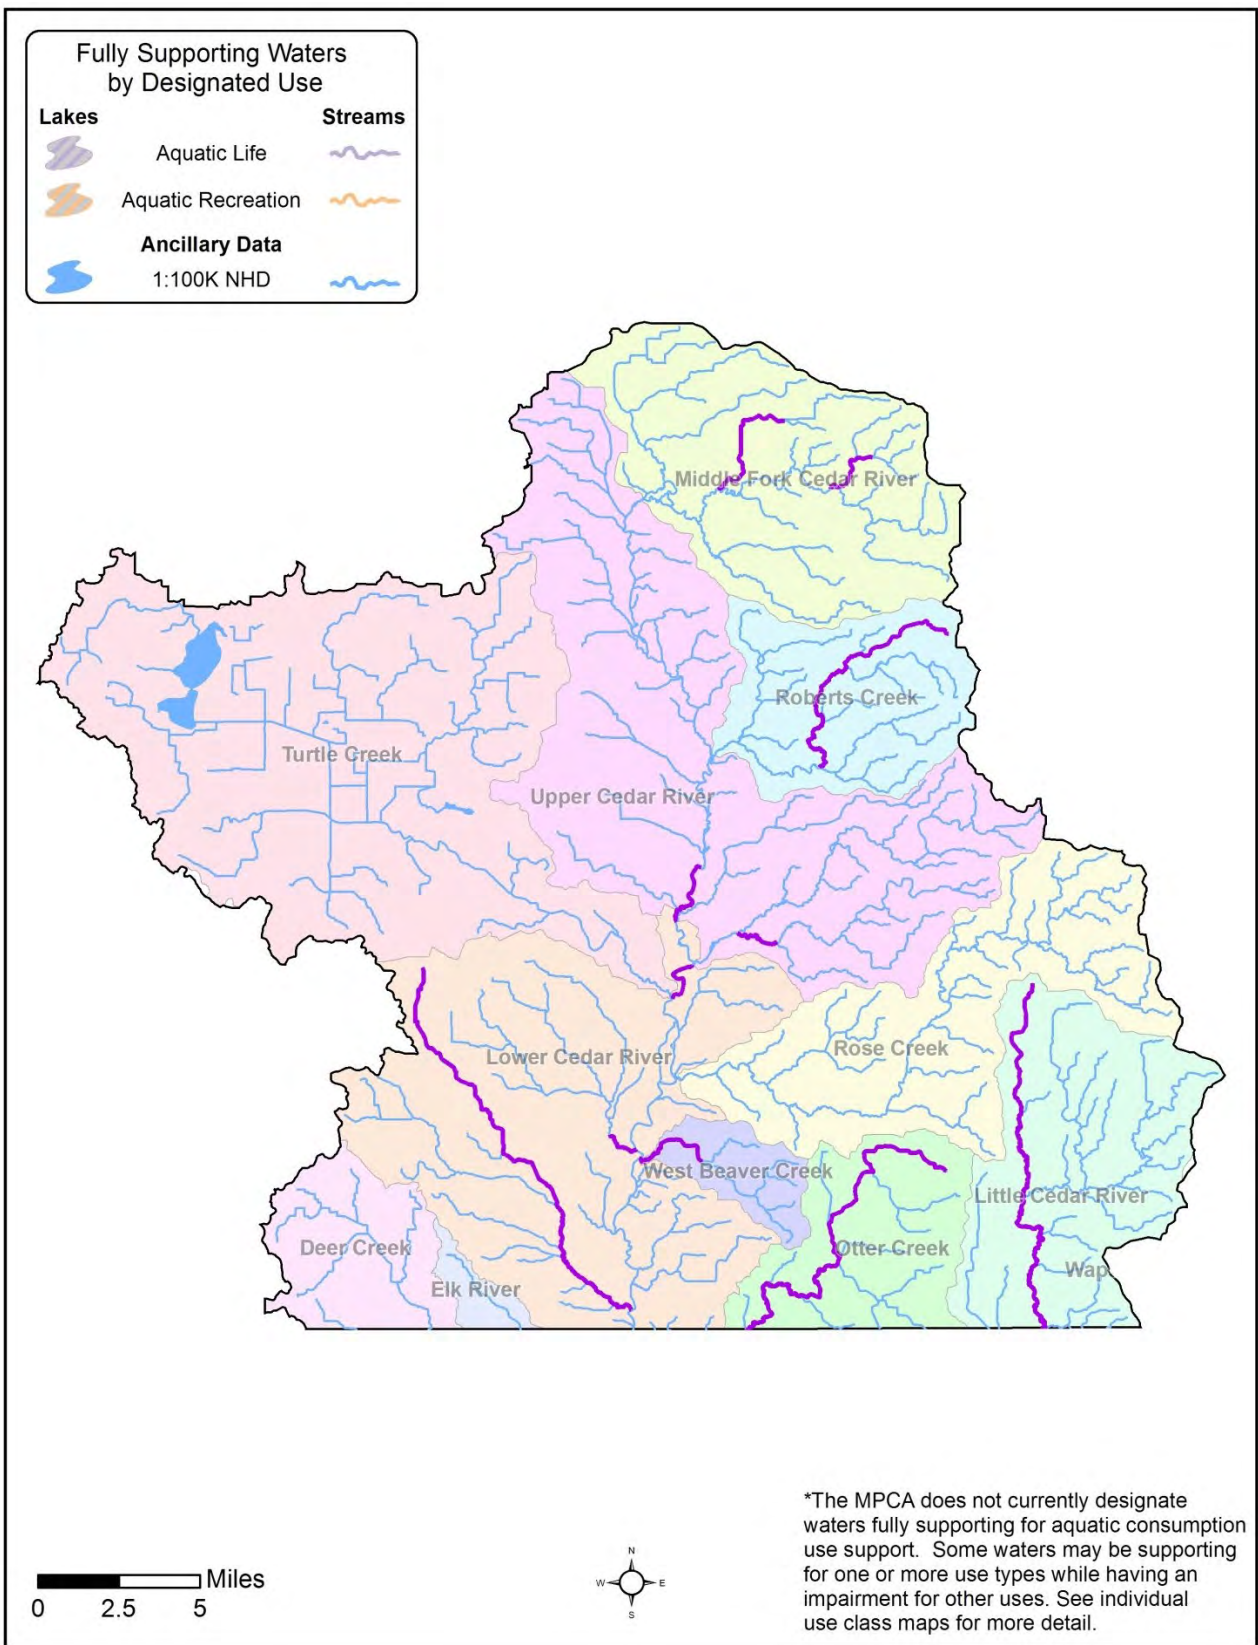 Fully Supporting Waters
by Designated Use
Lakes
Streams
Aquatic Life
Aquatic Recreation
Ancillary Data
1:100K NHD
Middle Fork Cedar River
Roberts Creek
Turtle Creek
Upper Cedar River
Lower Cedar River
Rose Creek
West Beaver Creek
Little Cedar River
Deer Creek
Otter Creek
Elk River
Wap
*The MPCA does not currently designate
waters fully supporting for aquatic consumption
use support. Some waters may be supporting
for one or more use types while having an
impairment for other uses. See individual
use class maps for more detail.
Miles
0 2.5 5
N
W E
S